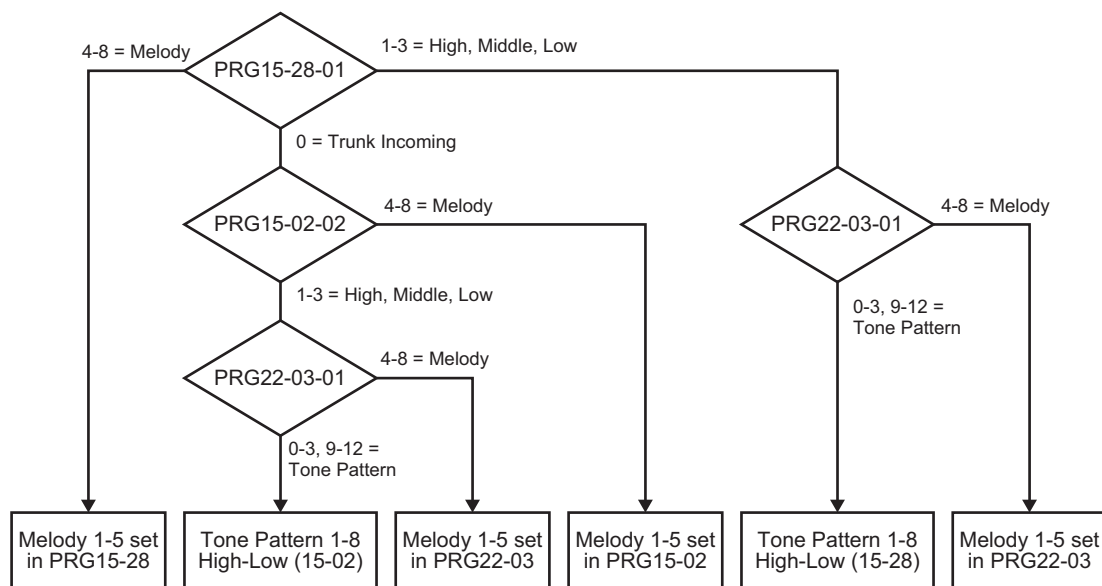 4-8 = Melody
PRG15-28-01
1-3 = High, Middle, Low
0 = Trunk Incoming
PRG15-02-02
4-8 = Melody
PRG22-03-01
4-8 = Melody
1-3 = High, Middle, Low
0-3, 9-12 =
Tone Pattern
PRG22-03-01
4-8 = Melody
0-3, 9-12 =
Tone Pattern
Melody 1-5 set
in PRG15-28
Tone Pattern 1-8
High-Low (15-02)
Melody 1-5 set
in PRG22-03
Melody 1-5 set
in PRG15-02
Tone Pattern 1-8
High-Low (15-28)
Melody 1-5 set
in PRG22-03